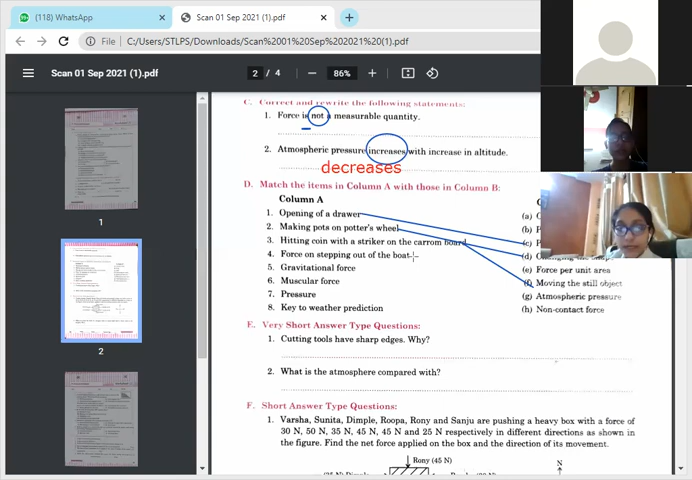 (118) WhatsApp
Scan 01 Sep 2021 (1).pdf
File
C:/Users/STLPS/Downloads/Scan%2001%20Sep%202021%20(1).pdf
Scan 01 Sep 2021 (1).pdf
2 / 4
86%
C. Correct and rewrite the following statements:
1. Force is not a measurable quantity.
2. Atmospheric pressure increases with increase in altitude.
decreases
D. Match the items in Column A with those in Column B:
Column A
1. Opening of a drawer
2. Making pots on potter's wheel
3. Hitting coin with a striker on the carrom board
4. Force on stepping out of the boat
5. Gravitational force
6. Muscular force
7. Pressure
8. Key to weather prediction
(a)
(b)
(c)
(d) Changing the
(e) Force per unit area
(f) Moving the still object
(g) Atmospheric pressure
(h) Non-contact force
E. Very Short Answer Type Questions:
1. Cutting tools have sharp edges. Why?
2. What is the atmosphere compared with?
F. Short Answer Type Questions:
1. Varsha, Sunita, Dimple, Roopa, Rony and Sanju are pushing a heavy box with a force of
30 N, 50 N, 35 N, 45 N, 45 N and 25 N respectively in different directions as shown in
the figure. Find the net force applied on the box and the direction of its movement.
Rony (45 N)
N
1
2